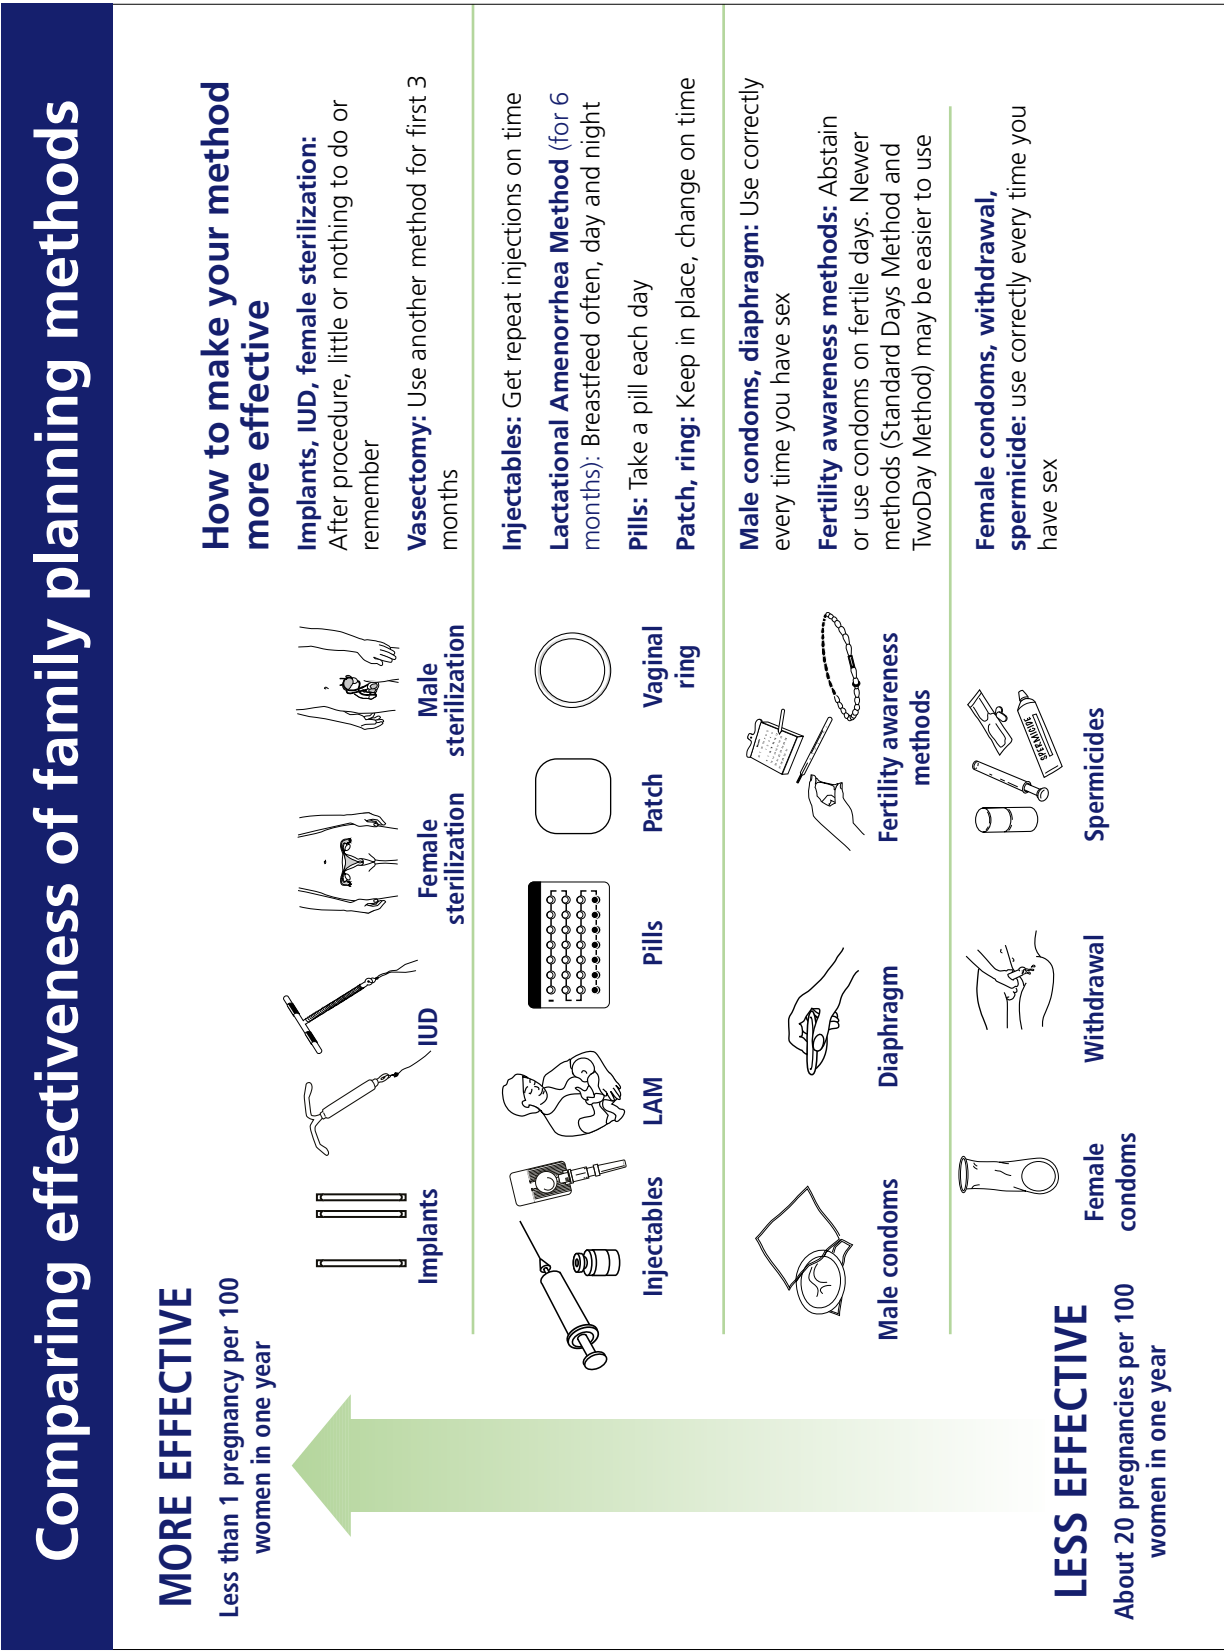 Comparing effectiveness of family planning methods
MORE EFFECTIVE
Less than 1 pregnancy per 100
women in one year
How to make your method
more effective
Implants
IUD
Female
sterilization
Male
sterilization
Implants, IUD, female sterilization:
After procedure, little or nothing to do or
remember
Vasectomy: Use another method for first 3
months
Injectables
LAM
Pills
Patch
Vaginal
ring
Injectables: Get repeat injections on time
Lactational Amenorrhea Method (for 6
months): Breastfeed often, day and night
Pills: Take a pill each day
Patch, ring: Keep in place, change on time
Male condoms
Diaphragm
Fertility awareness
methods
Male condoms, diaphragm: Use correctly
every time you have sex
Fertility awareness methods: Abstain
or use condoms on fertile days. Newer
methods (Standard Days Method and
TwoDay Method) may be easier to use
Female
condoms
Withdrawal
SPERMICIDE
Spermicides
Female condoms, withdrawal,
spermicide: use correctly every time you
have sex
LESS EFFECTIVE
About 20 pregnancies per 100
women in one year